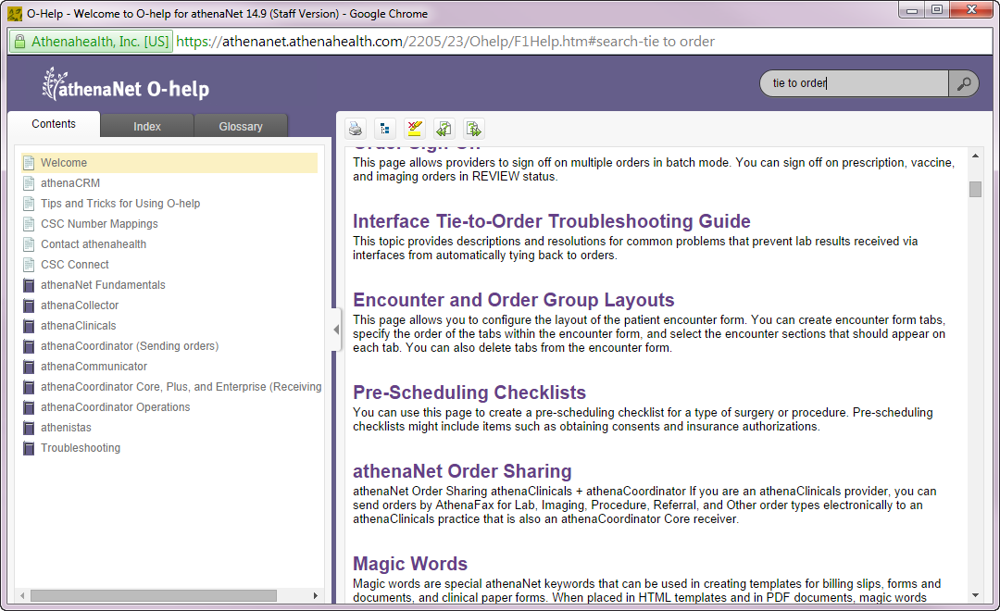 O-Help - Welcome to O-help for athenaNet 14.9 (Staff Version) - Google Chrome
Athenahealth, Inc. [US] https://athenanet.athenahealth.com/2205/23/Ohelp/F1Help.htm#search-tie to order
athenaNet O-help
tie to order
Contents
Index
Glossary
Welcome
athenaCRM
Tips and Tricks for Using O-help
CSC Number Mappings
Contact athenahealth
CSC Connect
athenaNet Fundamentals
athenaCollector
athenaClinicals
athenaCoordinator (Sending orders)
athenaCommunicator
athenaCoordinator Core, Plus, and Enterprise (Receiving
athenaCoordinator Operations
athenistas
Troubleshooting
Order Sign-Off
This page allows providers to sign off on multiple orders in batch mode. You can sign off on prescription, vaccine,
and imaging orders in REVIEW status.
Interface Tie-to-Order Troubleshooting Guide
This topic provides descriptions and resolutions for common problems that prevent lab results received via
interfaces from automatically tying back to orders.
Encounter and Order Group Layouts
This page allows you to configure the layout of the patient encounter form. You can create encounter form tabs,
specify the order of the tabs within the encounter form, and select the encounter sections that should appear on
each tab. You can also delete tabs from the encounter form.
Pre-Scheduling Checklists
You can use this page to create a pre-scheduling checklist for a type of surgery or procedure. Pre-scheduling
checklists might include items such as obtaining consents and insurance authorizations.
athenaNet Order Sharing
athenaNet Order Sharing athenaClinicals + athenaCoordinator If you are an athenaClinicals provider, you can
send orders by AthenaFax for Lab, Imaging, Procedure, Referral, and Other order types electronically to an
athenaClinicals practice that is also an athenaCoordinator Core receiver.
Magic Words
Magic words are special athenaNet keywords that can be used in creating templates for billing slips, forms and
documents, and clinical paper forms. When placed in HTML templates and in PDF documents, magic words